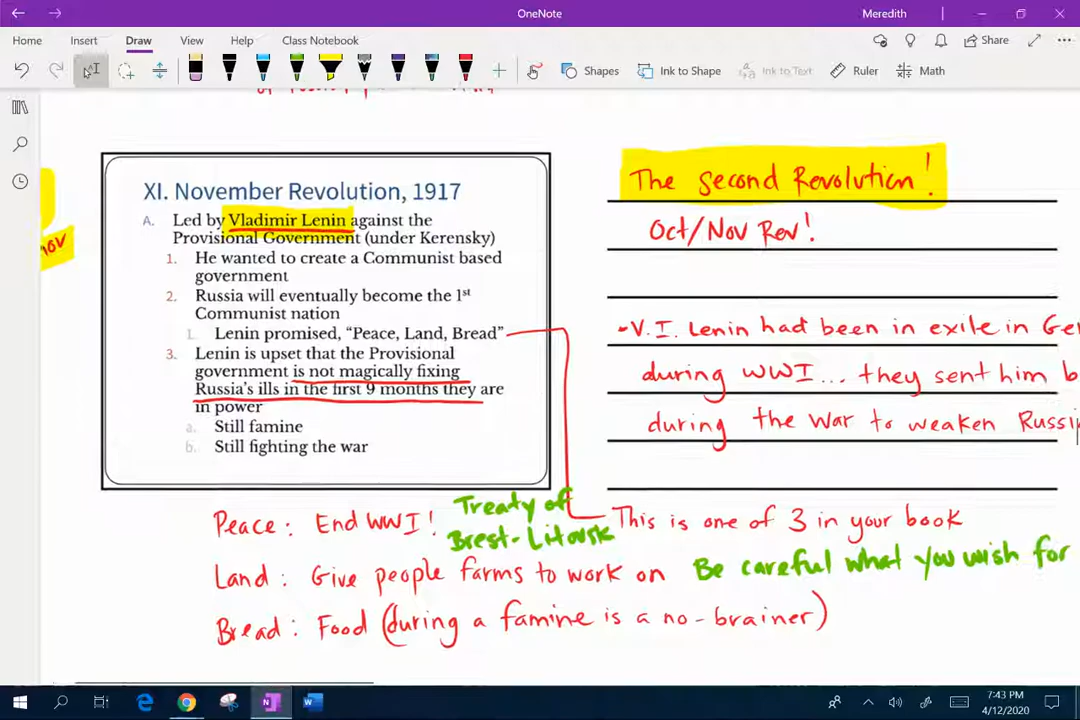 OneNote
Meredith
Home Insert Draw View Help Class Notebook
Share
Shapes Ink to Shape Ink to Text Ruler Math
XI. November Revolution, 1917
A. Led by Vladimir Lenin against the
Provisional Government (under Kerensky)
1. He wanted to create a Communist based
government
2. Russia will eventually become the 1st
Communist nation
1. Lenin promised, “Peace, Land, Bread”
3. Lenin is upset that the Provisional
government is not magically fixing
Russia’s ills in the first 9 months they are
in power
a. Still famine
b. Still fighting the war
nov
The Second Revolution!
Oct/Nov Rev!
•V.I. Lenin had been in exile in Ge
during WWI... they sent him b
during the war to weaken Russi
Peace: End WWI! Treaty of
Brest-Litovsk
This is one of 3 in your book
Land: Give people farms to work on Be careful what you wish for
Bread: Food (during a famine is a no-brainer)
7:43 PM
4/12/2020